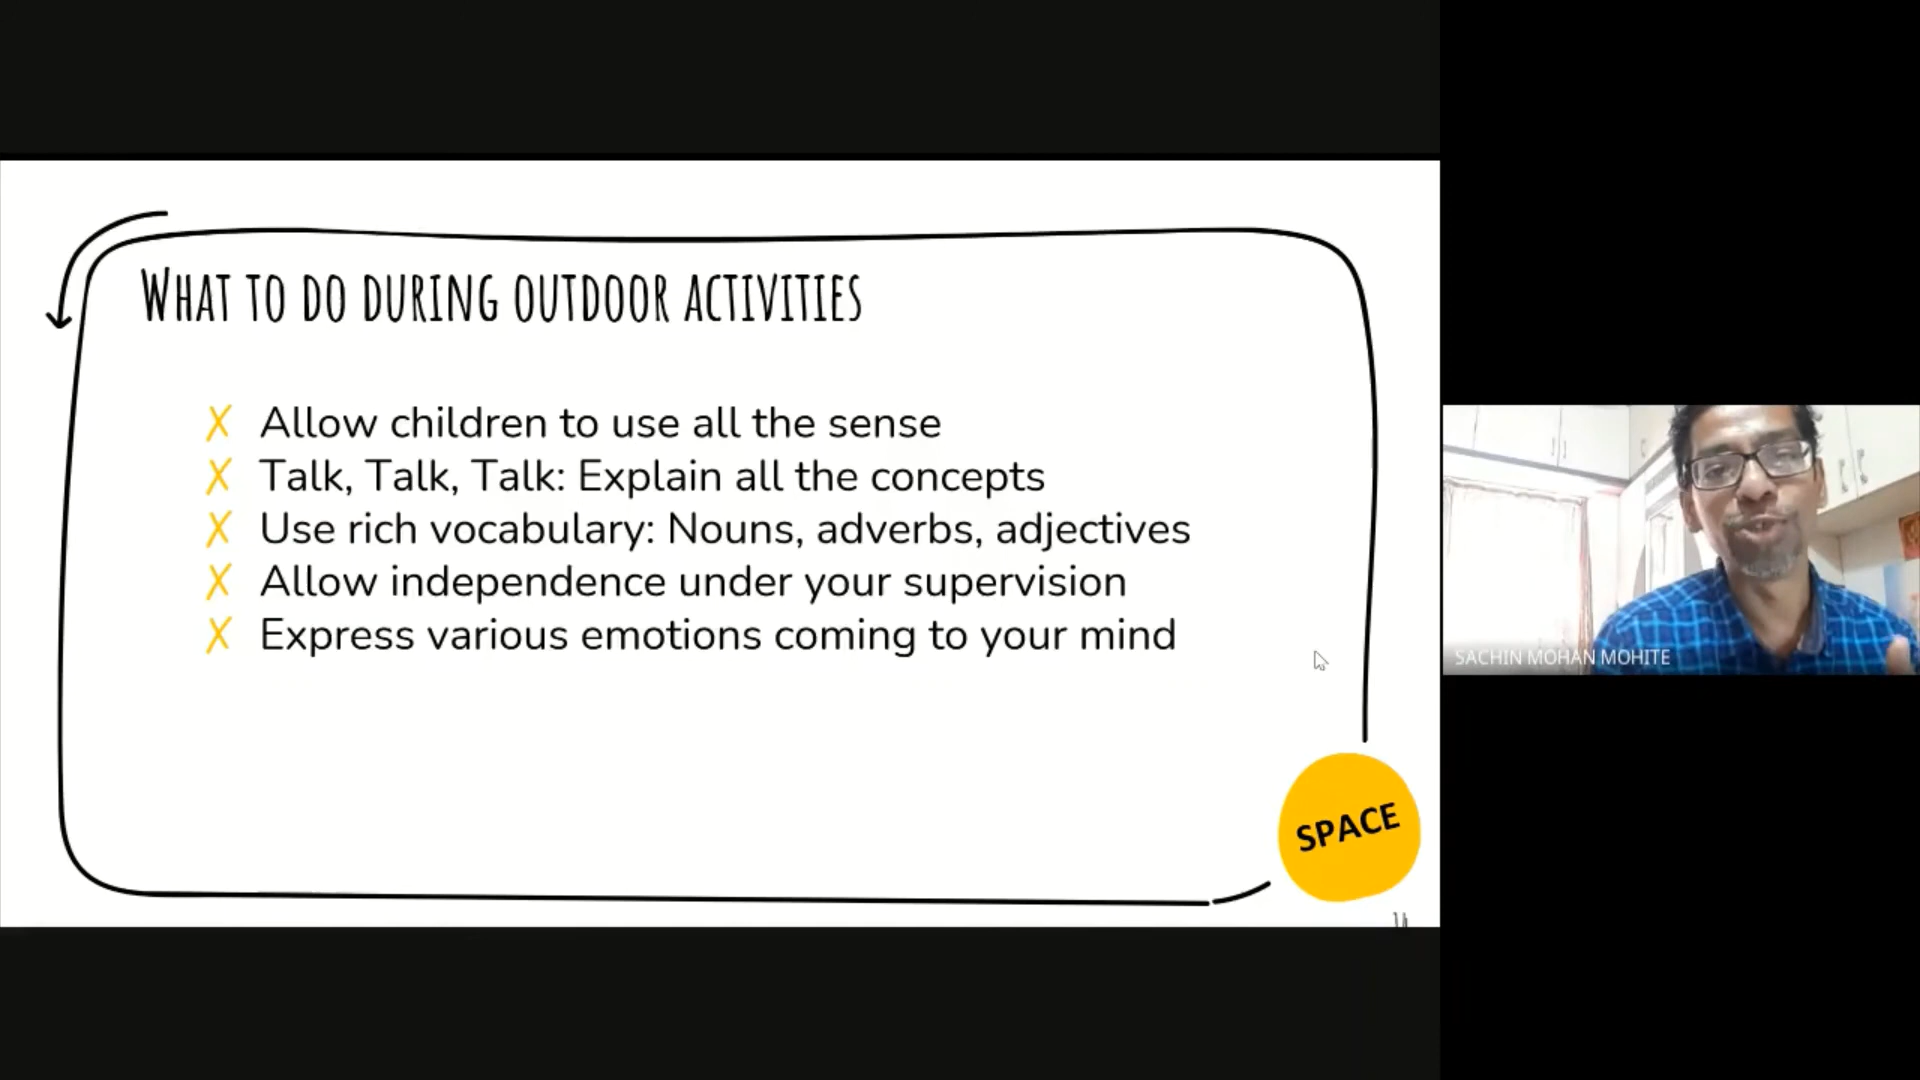 What to do during outdoor activities
✗ Allow children to use all the sense
✗ Talk, Talk, Talk: Explain all the concepts
✗ Use rich vocabulary: Nouns, adverbs, adjectives
✗ Allow independence under your supervision
✗ Express various emotions coming to your mind
SPACE
SACHIN MOHAN MOHITE